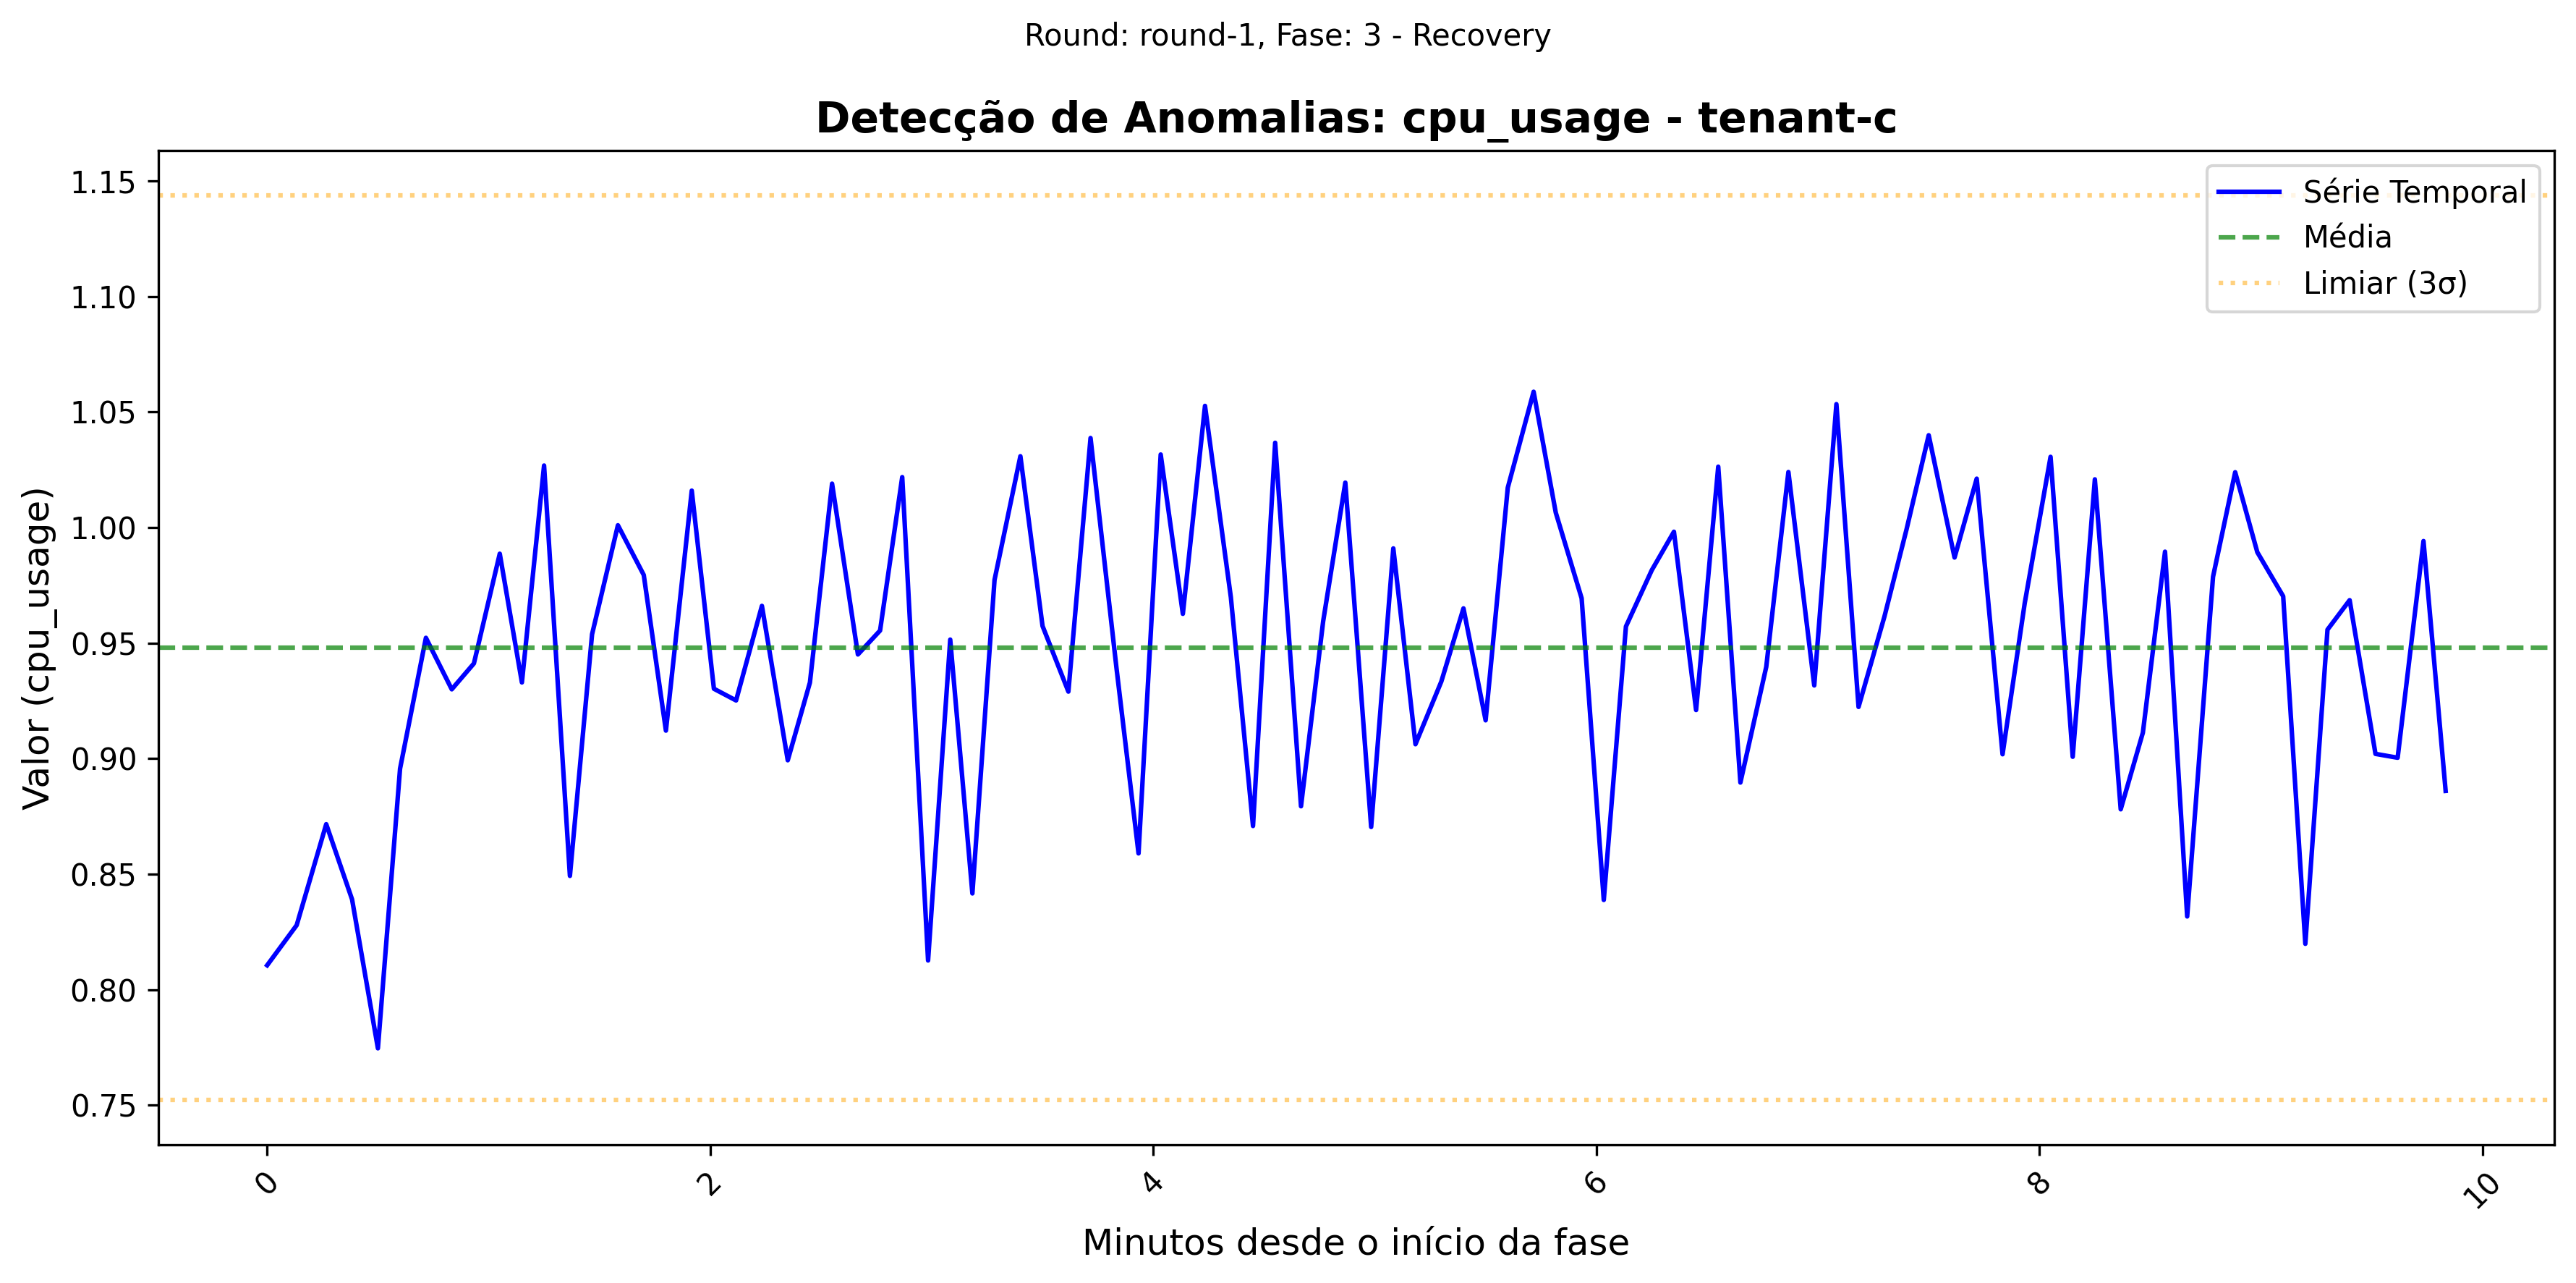 Round: round-1, Fase: 3 - Recovery
Detecção de Anomalias: cpu_usage - tenant-c
Valor (cpu_usage)
1.15
1.10
1.05
1.00
0.95
0.90
0.85
0.80
0.75
Série Temporal
Média
Limiar (3σ)
0
2
4
6
8
10
Minutos desde o início da fase